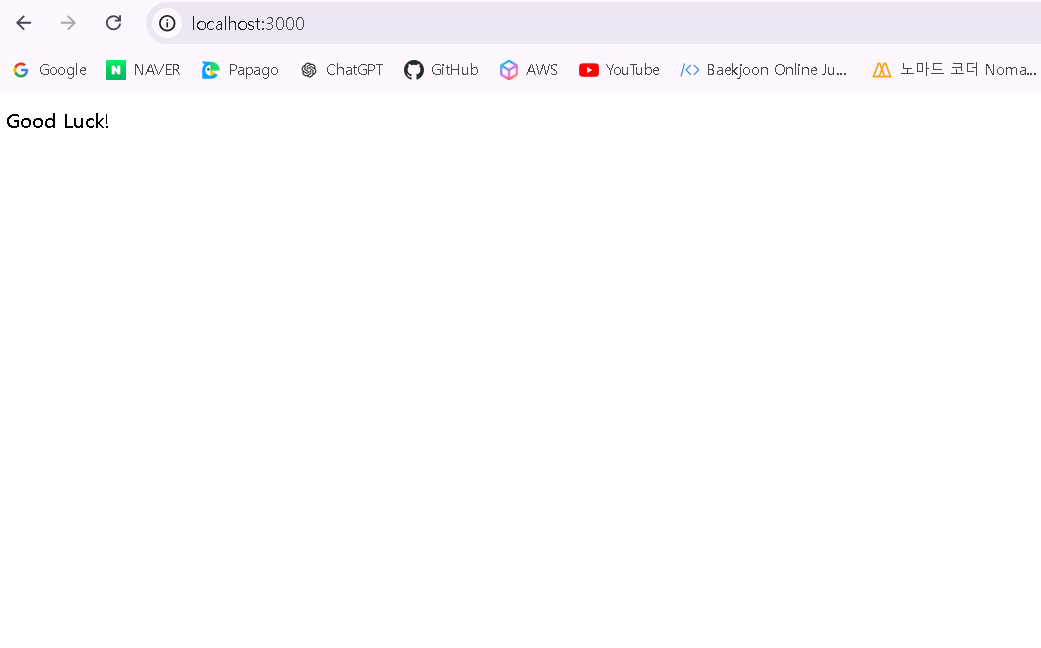 localhost:3000
Google NAVER Papago ChatGPT GitHub AWS YouTube Baekjoon Online Ju... 노마드 코더 Noma...
Good Luck!